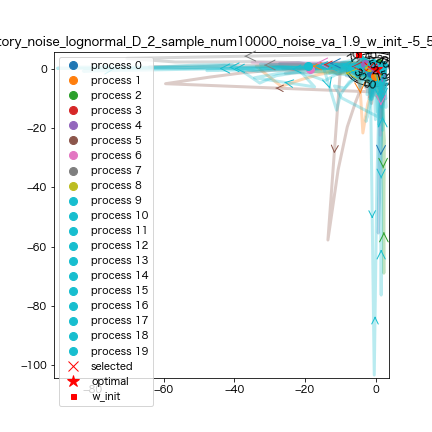 tory_noise_lognormal_D_2_sample_num10000_noise_va_1.9_w_init_-5_5
process 0
process 1
process 2
process 3
process 4
process 5
process 6
process 7
process 8
process 9
process 10
process 11
process 12
process 13
process 14
process 15
process 16
process 17
process 18
process 19
selected
optimal
w_init
0
−20
−40
−60
−80
−100
−80
−60
−40
−20
0